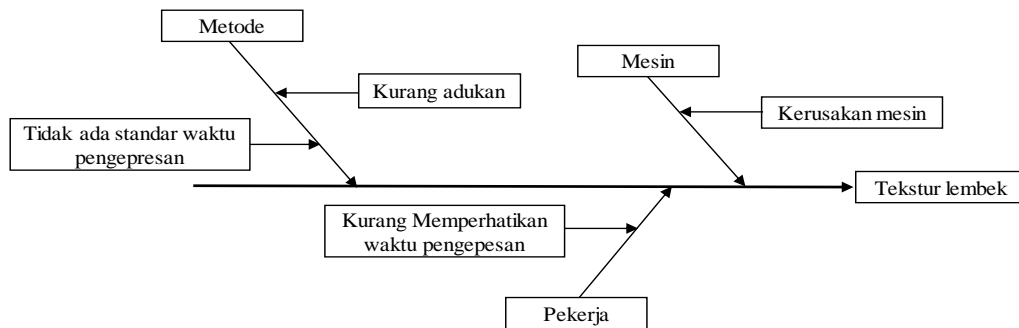 Metode
Mesin
Kurang adukan
Kerusakan mesin
Tidak ada standar waktu
pengepresan
Tekstur lembek
Kurang Memperhatikan
waktu pengepesan
Pekerja